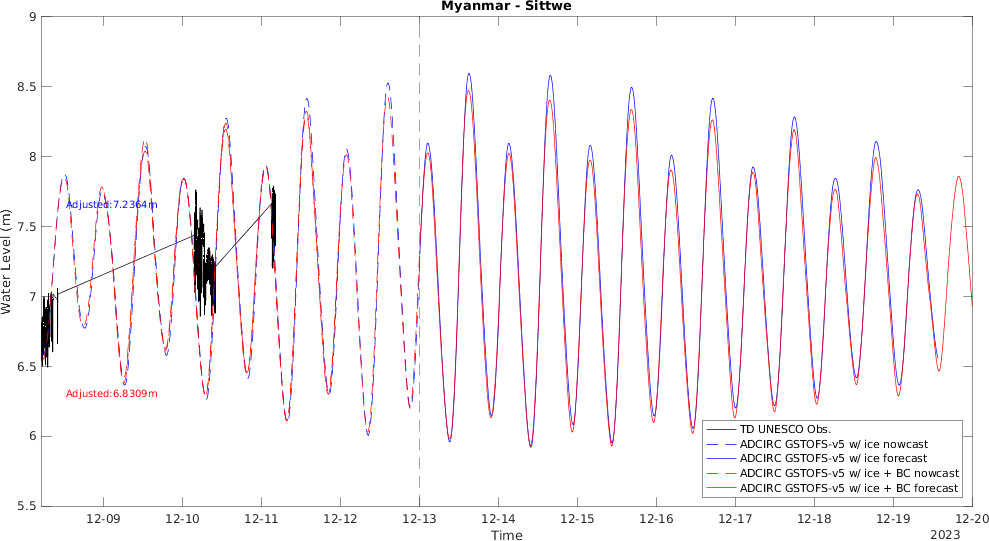 Myanmar - Sittwe
Water Level (m)
9
8.5
8
7.5
7
6.5
6
5.5
Adjusted:7.2364m
Adjusted:6.8309m
TD UNESCO Obs.
ADCIRC GSTOFS-v5 w/ ice nowcast
ADCIRC GSTOFS-v5 w/ ice forecast
ADCIRC GSTOFS-v5 w/ ice + BC nowcast
ADCIRC GSTOFS-v5 w/ ice + BC forecast
12-09 12-10 12-11 12-12 12-13 12-14 12-15 12-16 12-17 12-18 12-19 12-20
Time
2023